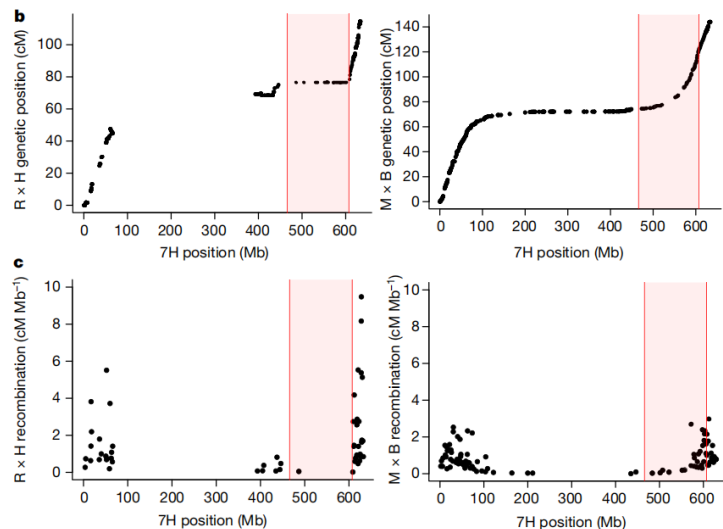 b
R × H genetic position (cM)
100
80
60
40
20
0
0 100 200 300 400 500 600
7H position (Mb)
M × B genetic position (cM)
140
120
100
80
60
40
20
0
0 100 200 300 400 500 600
7H position (Mb)
c
R × H recombination (cM Mb⁻¹)
10
8
6
4
2
0
0 100 200 300 400 500 600
7H position (Mb)
M × B recombination (cM Mb⁻¹)
10
8
6
4
2
0
0 100 200 300 400 500 600
7H position (Mb)